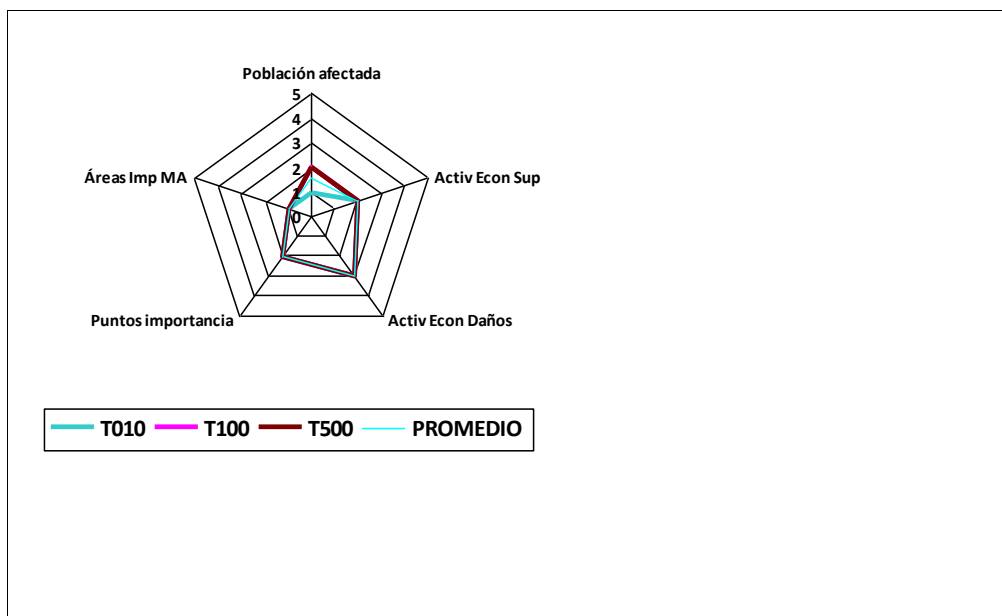 Población afectada
5
4
3
2
1
0
Áreas Imp MA
Activ Econ Sup
Puntos importancia
Activ Econ Daños
T010 T100 T500 PROMEDIO